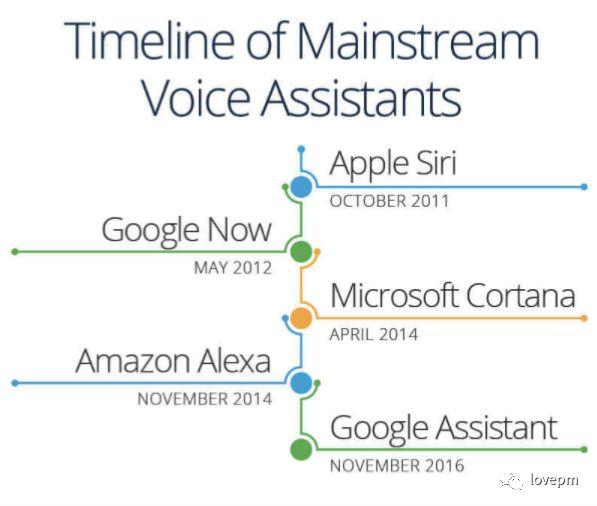 Timeline of Mainstream
Voice Assistants
Apple Siri
OCTOBER 2011
Google Now
MAY 2012
Microsoft Cortana
APRIL 2014
Amazon Alexa
NOVEMBER 2014
Google Assistant
NOVEMBER 2016
lovepm